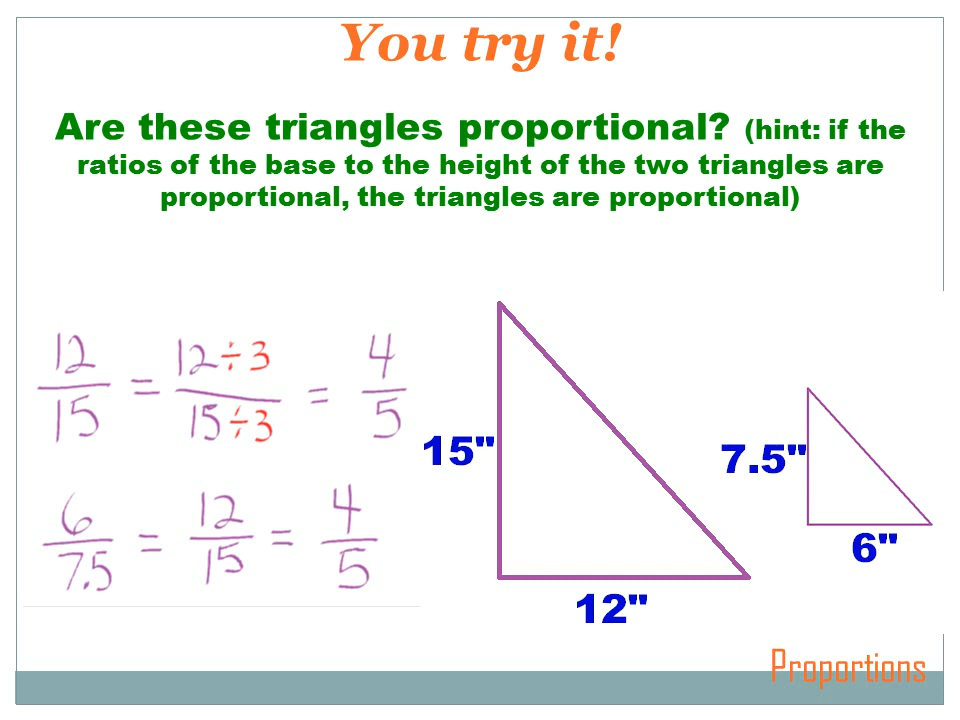 You try it!
Are these triangles proportional? (hint: if the
ratios of the base to the height of the two triangles are
proportional, the triangles are proportional)
12/15 = 12÷3/15÷3 = 4/5
6/7.5 = 12/15 = 4/5
15"
12"
7.5"
6"
Proportions